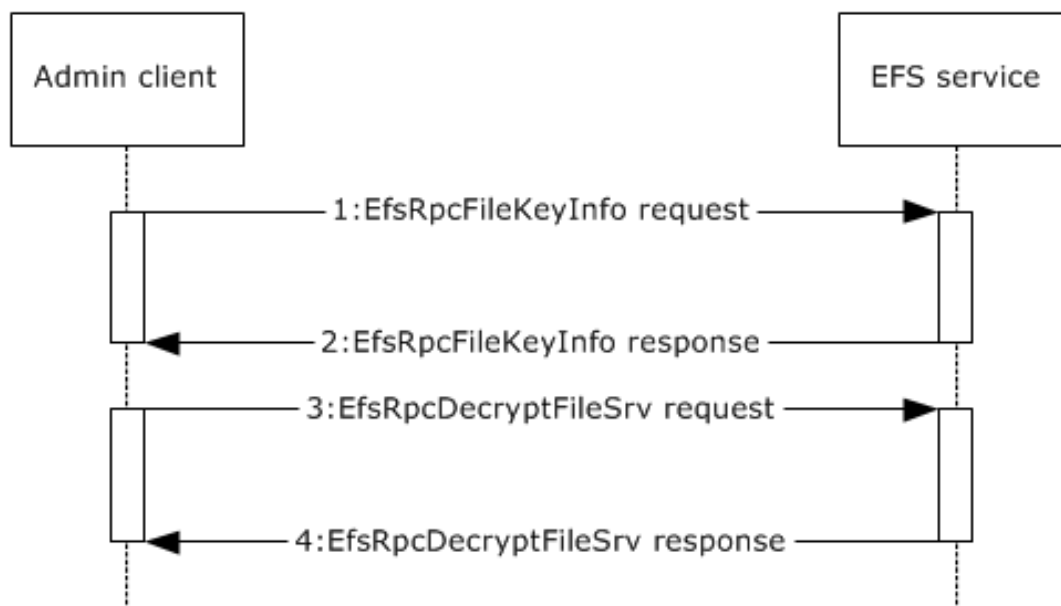 Admin client
EFS service
1:EfsRpcFileKeyInfo request
2:EfsRpcFileKeyInfo response
3:EfsRpcDecryptFileSrv request
4:EfsRpcDecryptFileSrv response